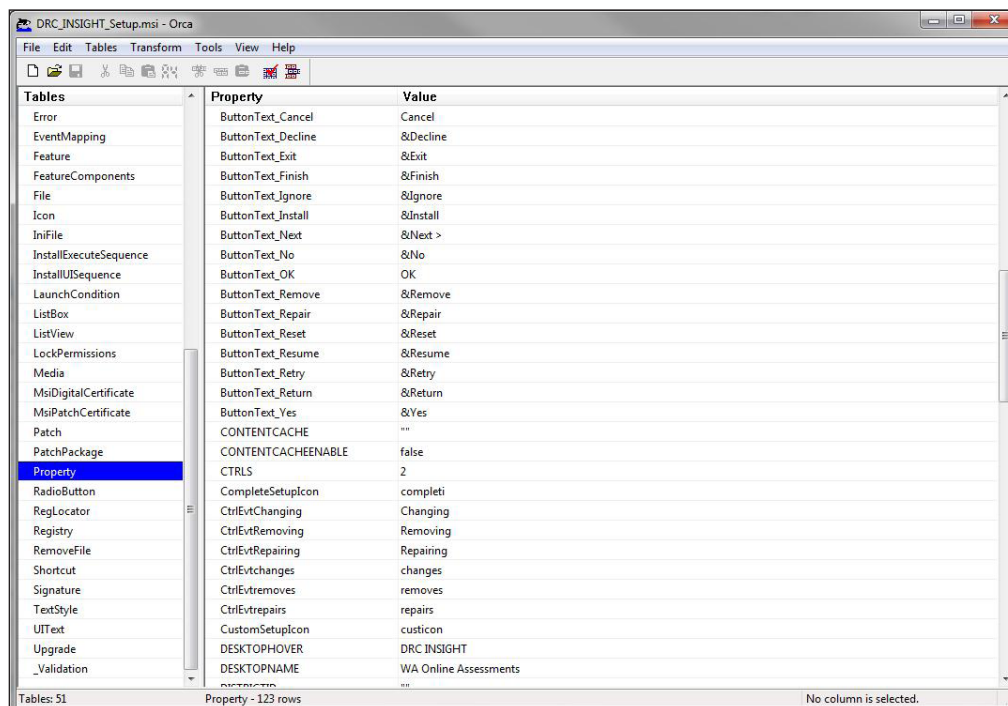 DRC_INSIGHT_Setup.msi - Orca
File Edit Tables Transform Tools View Help
Tables Property Value
Error ButtonText_Cancel Cancel
EventMapping ButtonText_Decline &Decline
Feature ButtonText_Exit &Exit
FeatureComponents ButtonText_Finish &Finish
File ButtonText_Ignore &Ignore
Icon ButtonText_Install &Install
IniFile ButtonText_Next &Next >
InstallExecuteSequence ButtonText_No &No
InstallUISequence ButtonText_OK OK
LaunchCondition ButtonText_Remove &Remove
ListBox ButtonText_Repair &Repair
ListView ButtonText_Reset &Reset
LockPermissions ButtonText_Resume &Resume
Media ButtonText_Retry &Retry
MsiDigitalCertificate ButtonText_Return &Return
MsiPatchCertificate ButtonText_Yes &Yes
Patch CONTENTCACHE ""
PatchPackage CONTENTCACHEENABLE false
Property CTRLS 2
RadioButton CompleteSetupIcon completi
RegLocator CtrlEvtChanging Changing
Registry CtrlEvtRemoving Removing
RemoveFile CtrlEvtRepairing Repairing
Shortcut CtrlEvtchanges changes
Signature CtrlEvtremoves removes
TextStyle CtrlEvtrepairs repairs
UIText CustomSetupIcon custicon
Upgrade DESKTOPHOVER DRC INSIGHT
_Validation DESKTOPNAME WA Online Assessments
DISTRICTID ""
Tables: 51 Property - 123 rows No column is selected.